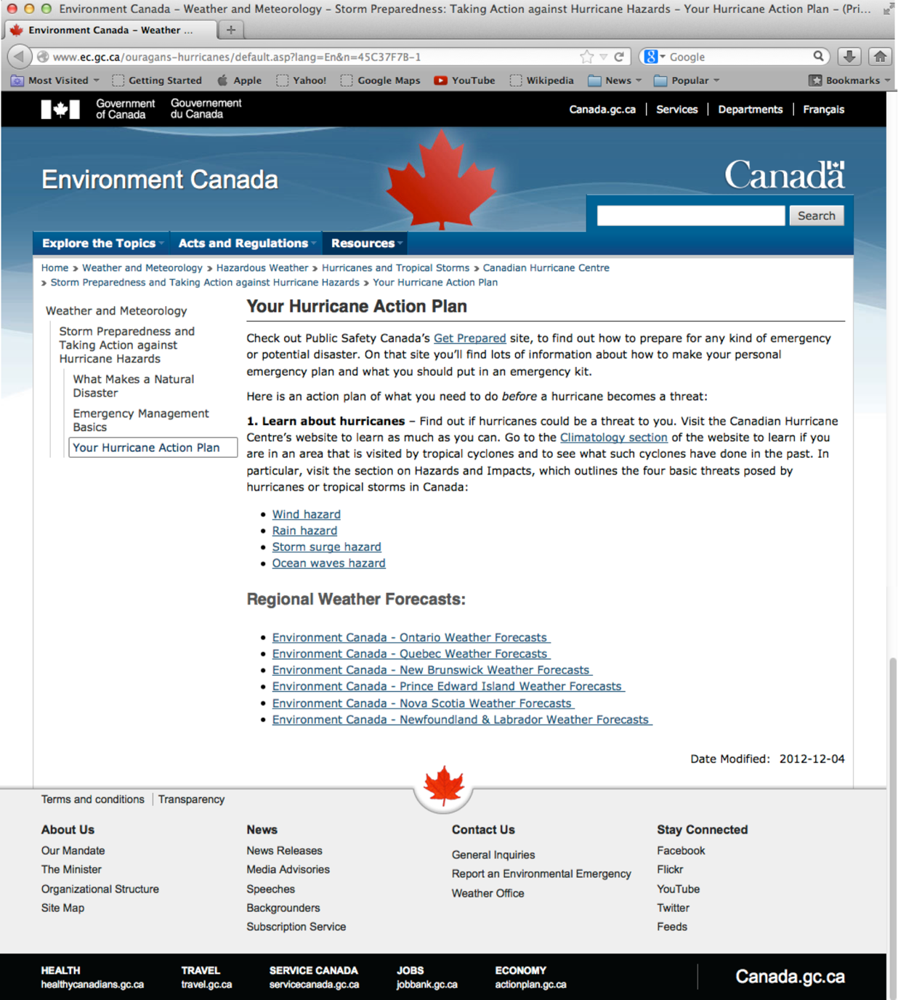 Environment Canada – Weather and Meteorology – Storm Preparedness: Taking Action against Hurricane Hazards – Your Hurricane Action Plan – (Pri...
Environment Canada – Weather ...
www.ec.gc.ca/ouragans-hurricanes/default.asp?lang=En&n=45C37F7B-1
Google
Most Visited Getting Started Apple Yahoo! Google Maps YouTube Wikipedia News Popular Bookmarks
Government of Canada
Gouvernement du Canada
Canada.gc.ca | Services | Departments | Français
Environment Canada
Canada
Search
Explore the Topics Acts and Regulations Resources
Home » Weather and Meteorology » Hazardous Weather » Hurricanes and Tropical Storms » Canadian Hurricane Centre
» Storm Preparedness and Taking Action against Hurricane Hazards » Your Hurricane Action Plan
Weather and Meteorology
Storm Preparedness and
Taking Action against
Hurricane Hazards
What Makes a Natural
Disaster
Emergency Management
Basics
Your Hurricane Action Plan
Your Hurricane Action Plan
Check out Public Safety Canada's Get Prepared site, to find out how to prepare for any kind of emergency
or potential disaster. On that site you'll find lots of information about how to make your personal
emergency plan and what you should put in an emergency kit.
Here is an action plan of what you need to do before a hurricane becomes a threat:
1. Learn about hurricanes – Find out if hurricanes could be a threat to you. Visit the Canadian Hurricane
Centre's website to learn as much as you can. Go to the Climatology section of the website to learn if you
are in an area that is visited by tropical cyclones and to see what such cyclones have done in the past. In
particular, visit the section on Hazards and Impacts, which outlines the four basic threats posed by
hurricanes or tropical storms in Canada:
• Wind hazard
• Rain hazard
• Storm surge hazard
• Ocean waves hazard
Regional Weather Forecasts:
• Environment Canada - Ontario Weather Forecasts
• Environment Canada - Quebec Weather Forecasts
• Environment Canada - New Brunswick Weather Forecasts
• Environment Canada - Prince Edward Island Weather Forecasts
• Environment Canada - Nova Scotia Weather Forecasts
• Environment Canada - Newfoundland & Labrador Weather Forecasts
Date Modified: 2012-12-04
Terms and conditions | Transparency
About Us
Our Mandate
The Minister
Organizational Structure
Site Map
News
News Releases
Media Advisories
Speeches
Backgrounders
Subscription Service
Contact Us
General Inquiries
Report an Environmental Emergency
Weather Office
Stay Connected
Facebook
Flickr
YouTube
Twitter
Feeds
HEALTH
healthycanadians.gc.ca
TRAVEL
travel.gc.ca
SERVICE CANADA
servicecanada.gc.ca
JOBS
jobbank.gc.ca
ECONOMY
actionplan.gc.ca
Canada.gc.ca